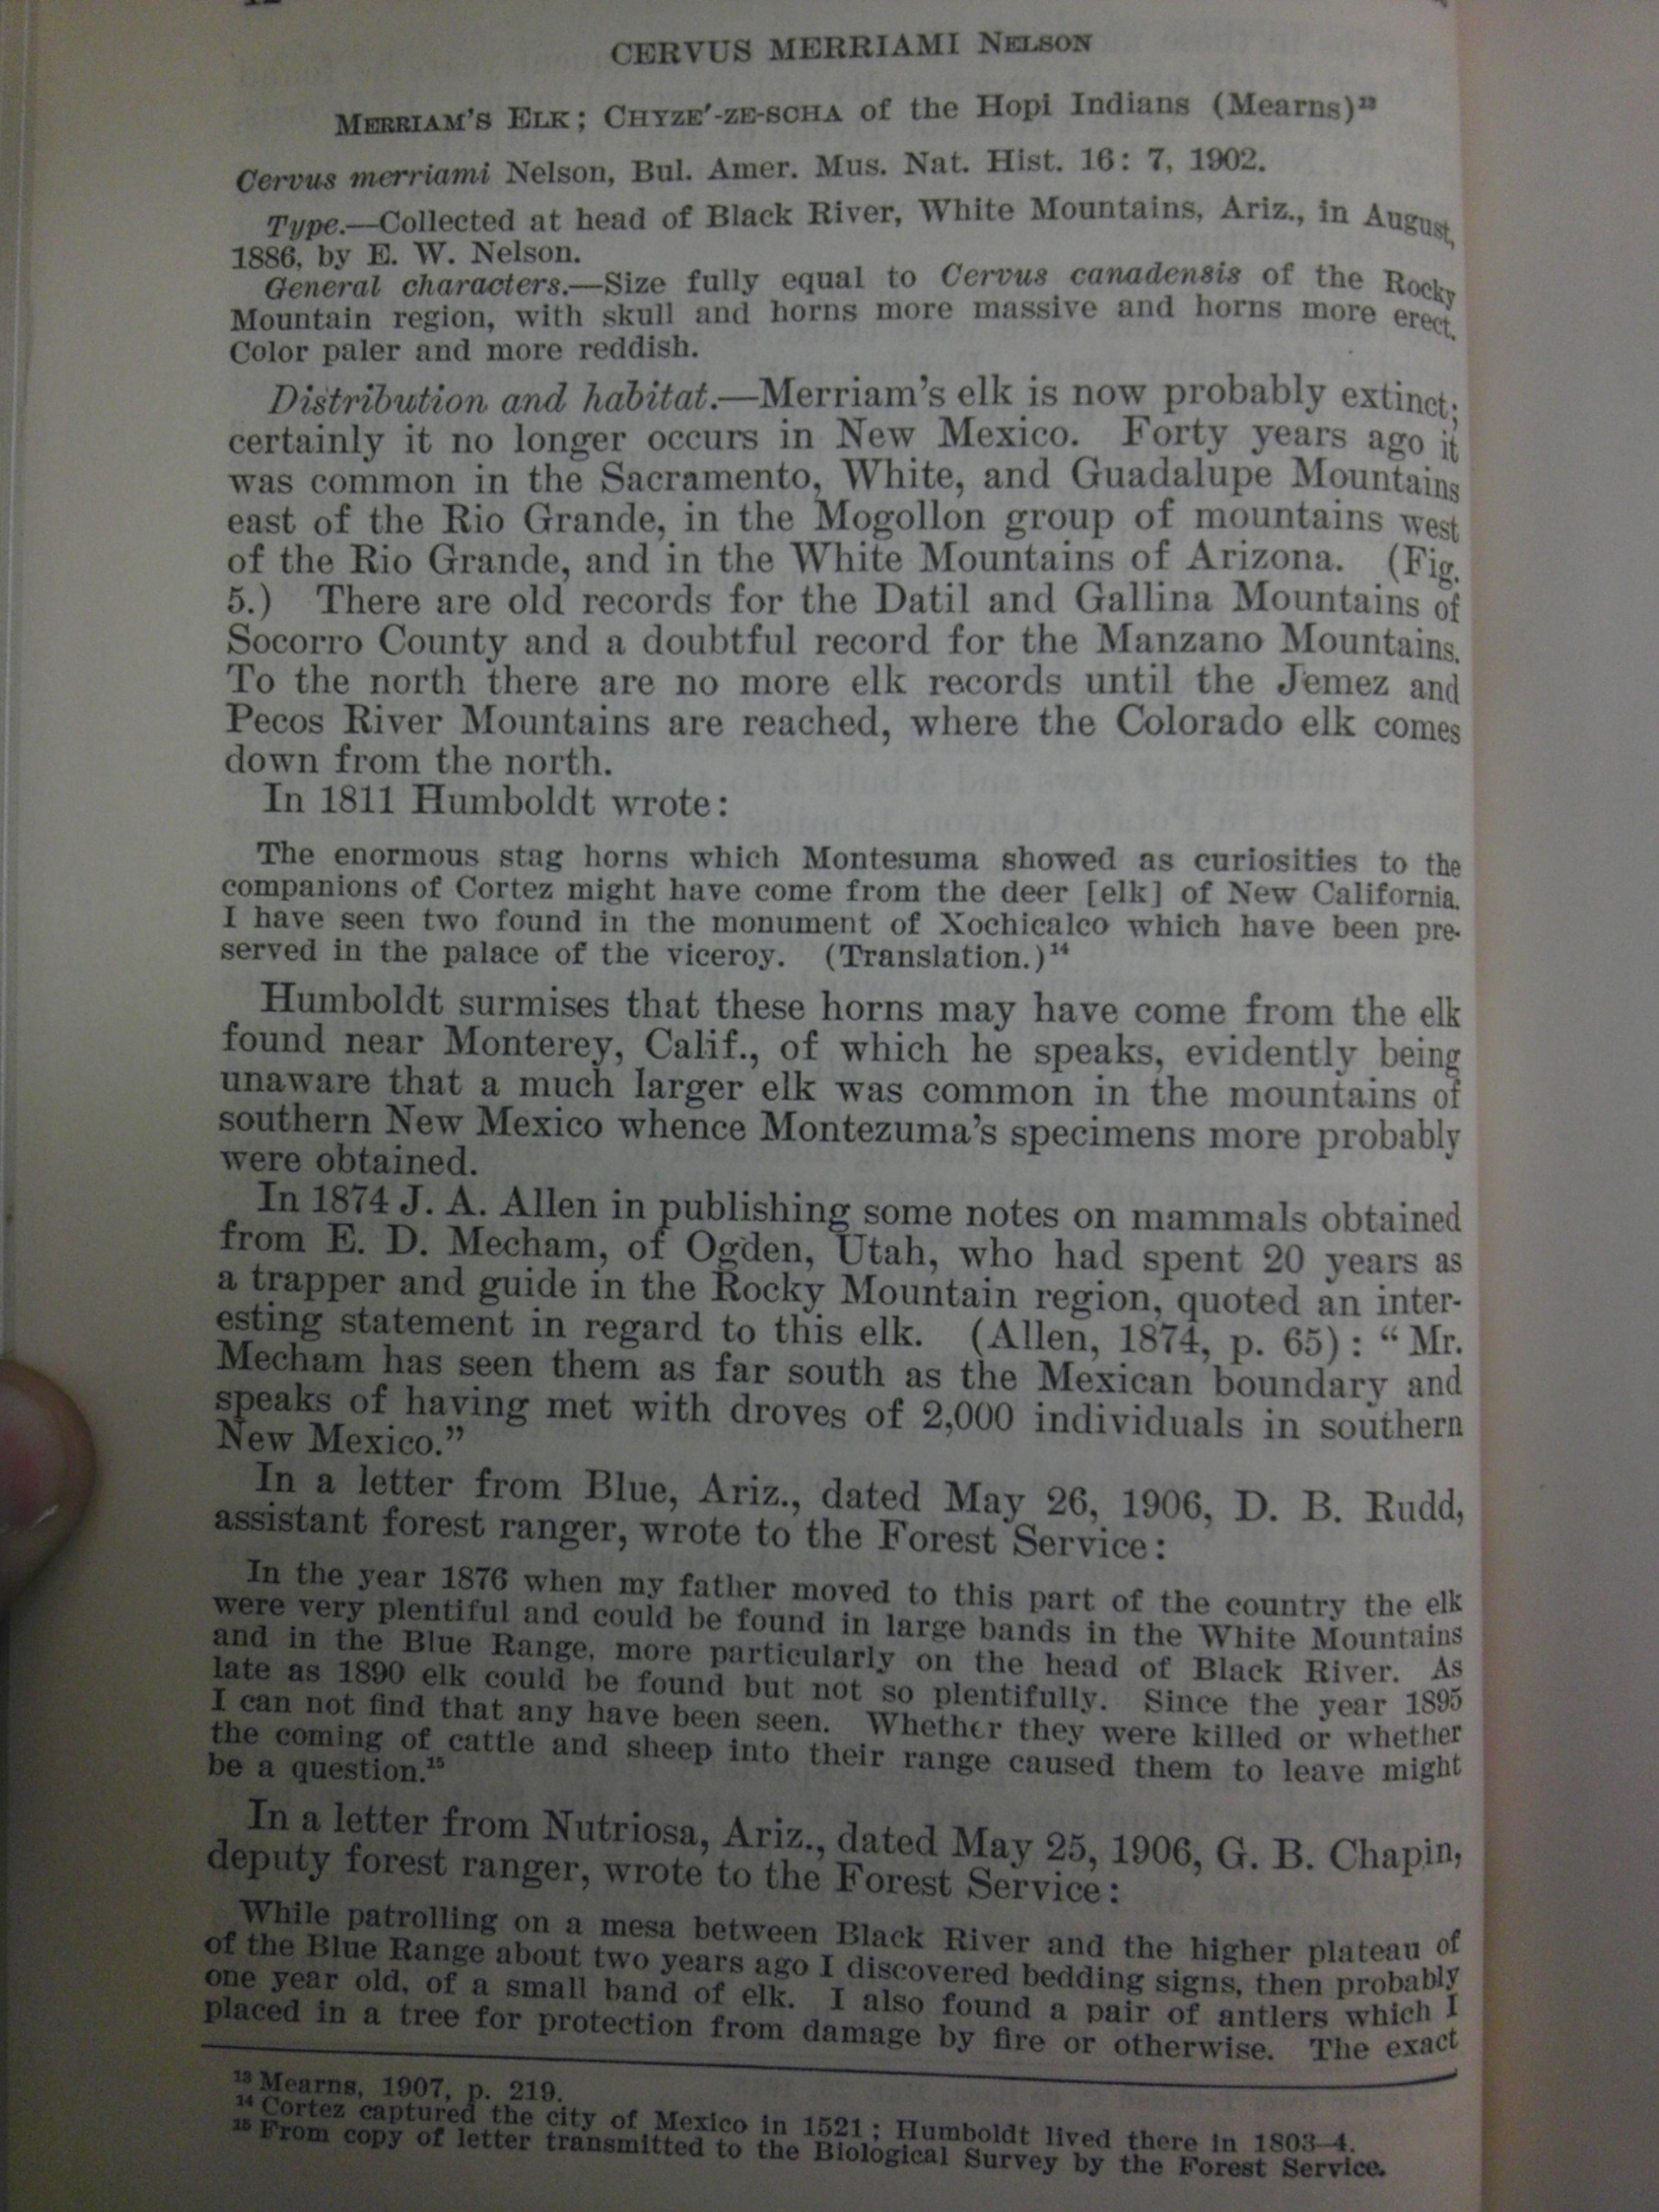 CERVUS MERRIAMI NELSON
MERRIAM'S ELK; CHYZE'-ZE-SCHA of the Hopi Indians (Mearns)¹³
Cervus merriami Nelson, Bul. Amer. Mus. Nat. Hist. 16: 7, 1902.
Type.—Collected at head of Black River, White Mountains, Ariz., in August,
1886, by E. W. Nelson.
General characters.—Size fully equal to Cervus canadensis of the Rocky
Mountain region, with skull and horns more massive and horns more erect.
Color paler and more reddish.
Distribution and habitat.—Merriam's elk is now probably extinct;
certainly it no longer occurs in New Mexico. Forty years ago it
was common in the Sacramento, White, and Guadalupe Mountains
east of the Rio Grande, in the Mogollon group of mountains west
of the Rio Grande, and in the White Mountains of Arizona. (Fig.
5.) There are old records for the Datil and Gallina Mountains of
Socorro County and a doubtful record for the Manzano Mountains.
To the north there are no more elk records until the Jemez and
Pecos River Mountains are reached, where the Colorado elk comes
down from the north.
In 1811 Humboldt wrote:
The enormous stag horns which Montesuma showed as curiosities to the
companions of Cortez might have come from the deer [elk] of New California.
I have seen two found in the monument of Xochicalco which have been pre-
served in the palace of the viceroy. (Translation.)¹⁴
Humboldt surmises that these horns may have come from the elk
found near Monterey, Calif., of which he speaks, evidently being
unaware that a much larger elk was common in the mountains of
southern New Mexico whence Montezuma's specimens more probably
were obtained.
In 1874 J. A. Allen in publishing some notes on mammals obtained
from E. D. Mecham, of Ogden, Utah, who had spent 20 years as
a trapper and guide in the Rocky Mountain region, quoted an inter-
esting statement in regard to this elk. (Allen, 1874, p. 65): "Mr.
Mecham has seen them as far south as the Mexican boundary and
speaks of having met with droves of 2,000 individuals in southern
New Mexico."
In a letter from Blue, Ariz., dated May 26, 1906, D. B. Rudd,
assistant forest ranger, wrote to the Forest Service:
In the year 1876 when my father moved to this part of the country the elk
were very plentiful and could be found in large bands in the White Mountains
and in the Blue Range, more particularly on the head of Black River. As
late as 1890 elk could be found but not so plentifully. Since the year 1895
I can not find that any have been seen. Whether they were killed or whether
the coming of cattle and sheep into their range caused them to leave might
be a question.¹⁵
In a letter from Nutriosa, Ariz., dated May 25, 1906, G. B. Chapin,
deputy forest ranger, wrote to the Forest Service:
While patrolling on a mesa between Black River and the higher plateau of
of the Blue Range about two years ago I discovered bedding signs, then probably
one year old, of a small band of elk. I also found a pair of antlers which I
placed in a tree for protection from damage by fire or otherwise. The exact
¹³ Mearns, 1907, p. 219.
¹⁴ Cortez captured the city of Mexico in 1521; Humboldt lived there in 1803–4.
¹⁵ From copy of letter transmitted to the Biological Survey by the Forest Service.